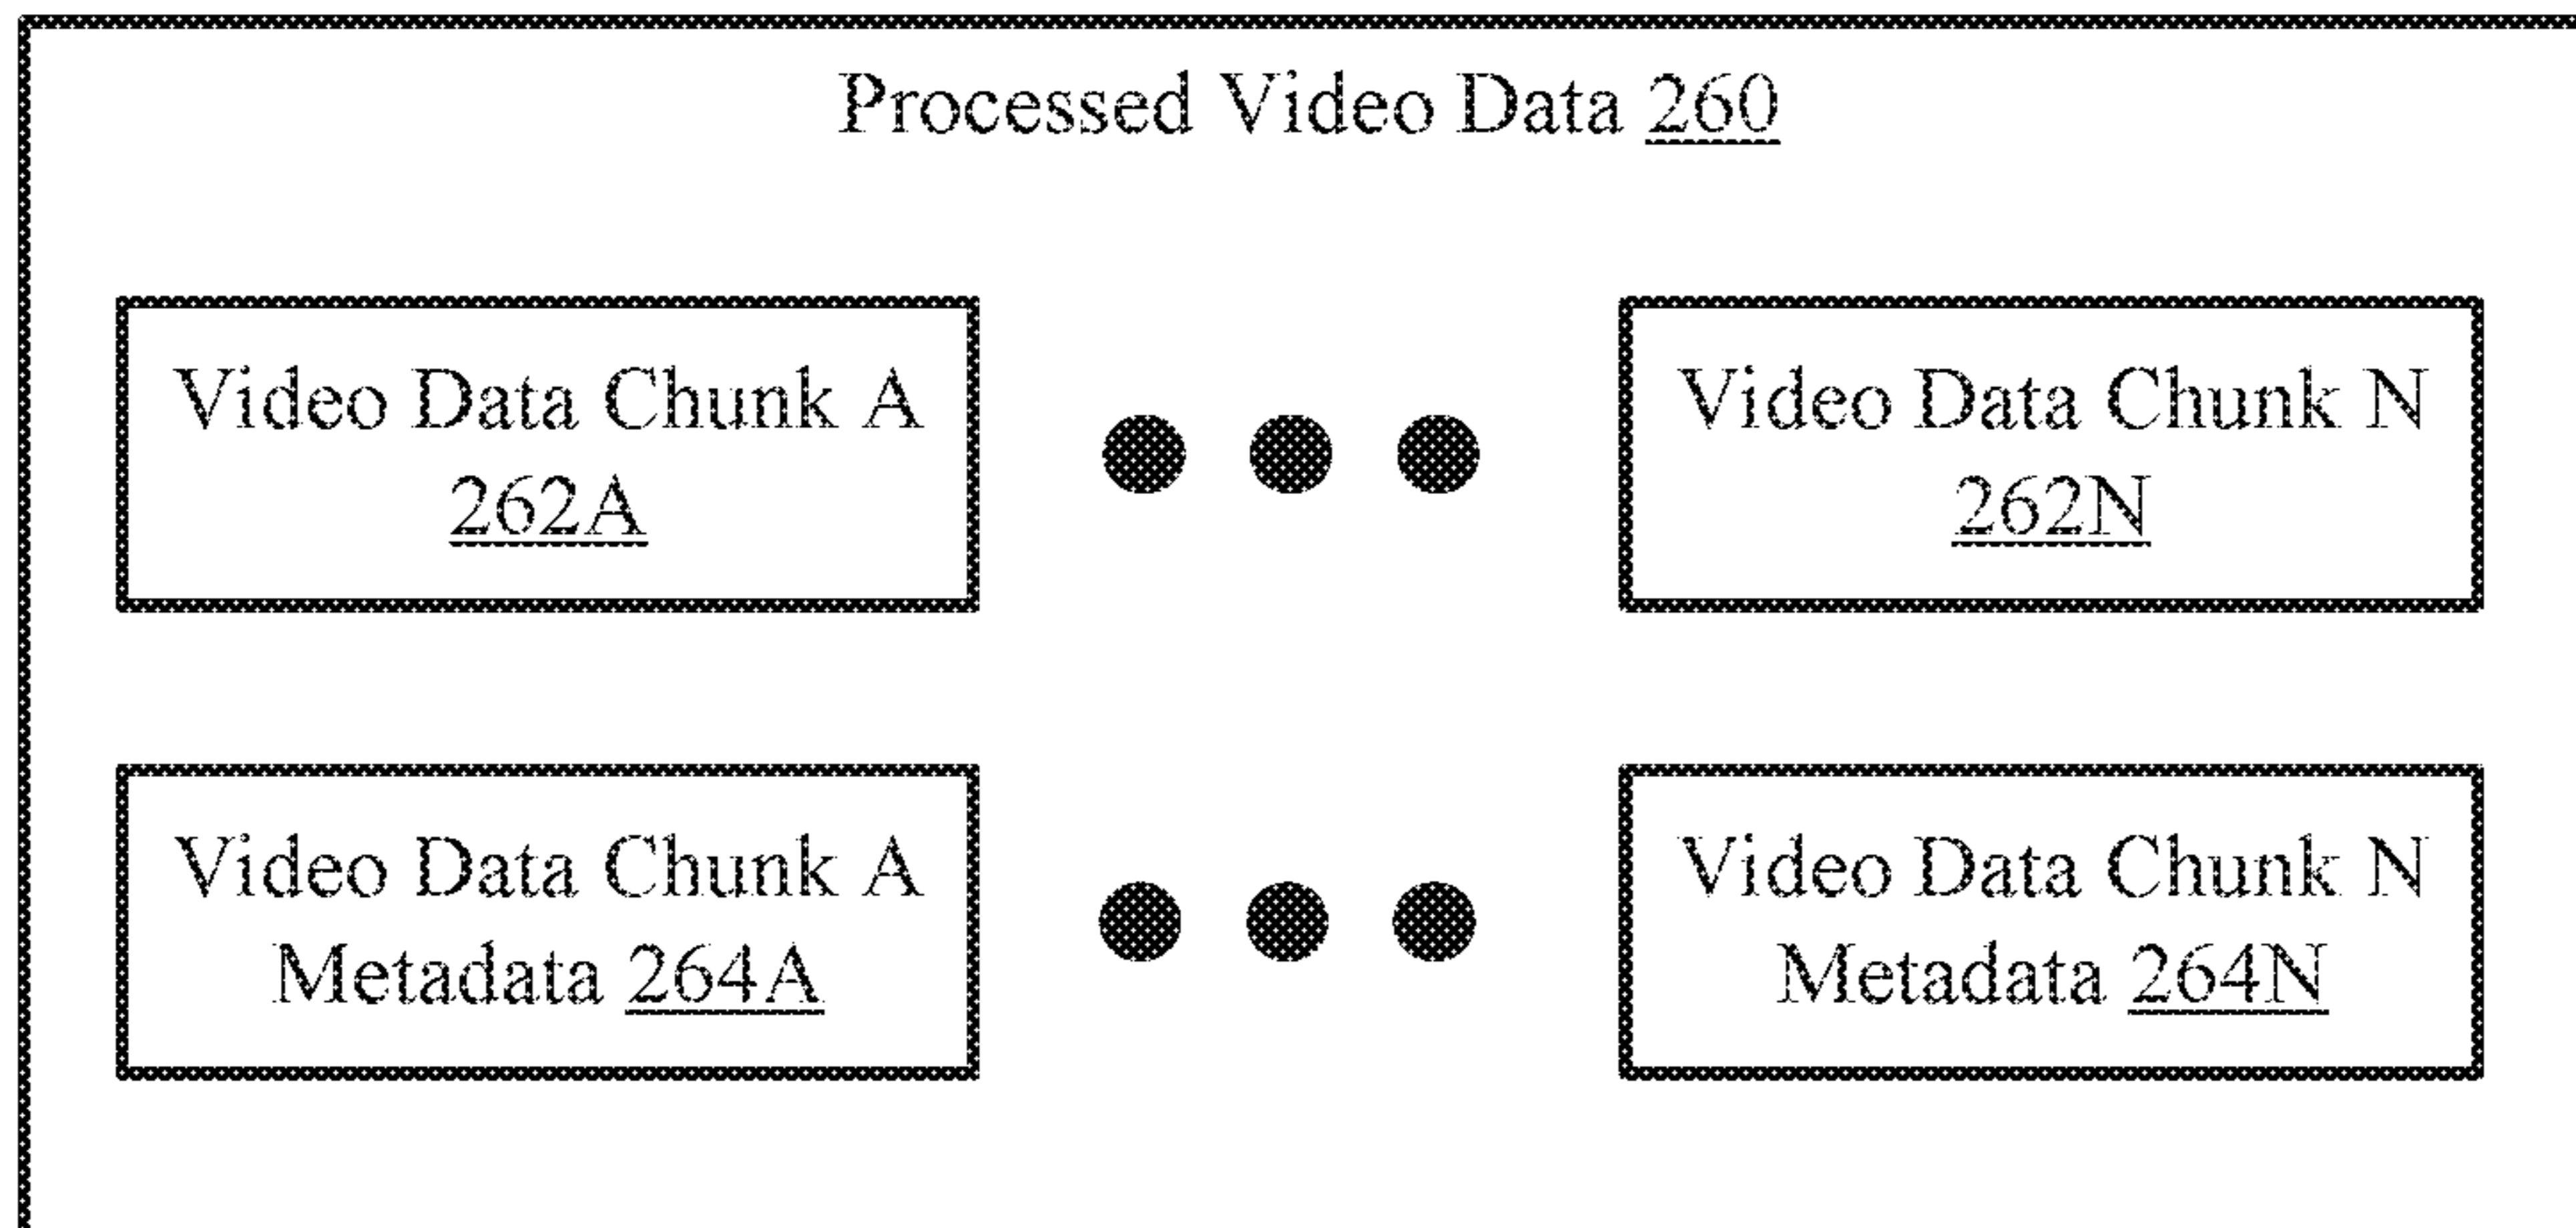 Processed Video Data 260
Video Data Chunk A
262A
Video Data Chunk N
262N
Video Data Chunk A
Metadata 264A
Video Data Chunk N
Metadata 264N